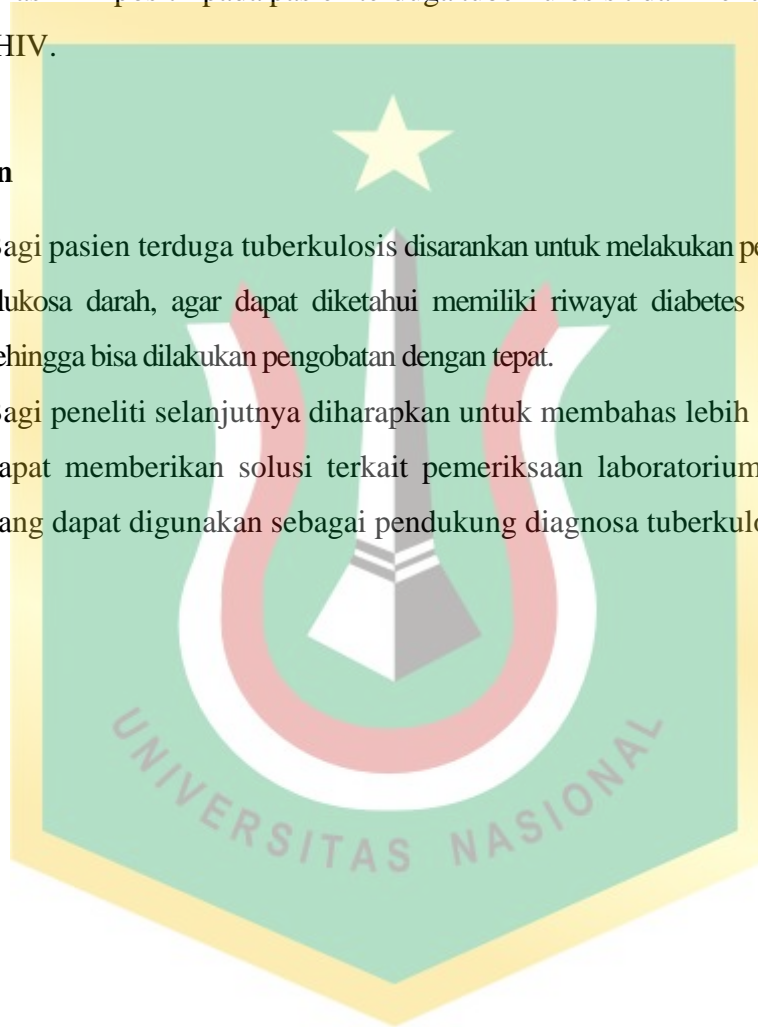 HIV.
n
Bagi pasien terduga tuberkulosis disarankan untuk melakukan pe
lukosa darah, agar dapat diketahui memiliki riwayat diabetes
ehingga bisa dilakukan pengobatan dengan tepat.
Bagi peneliti selanjutnya diharapkan untuk membahas lebih
apat memberikan solusi terkait pemeriksaan laboratorium
ang dapat digunakan sebagai pendukung diagnosa tuberkulo
UNIVERSITAS NASIONAL